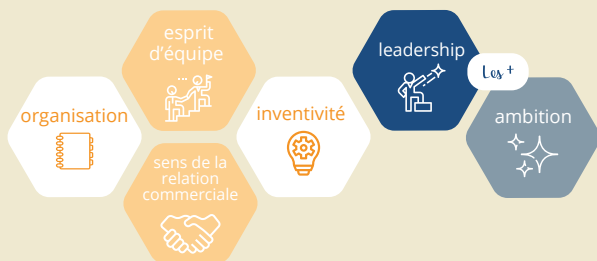 organisation
esprit
d'équipe
sens de la
relation
commerciale
inventivité
leadership
Les +
ambition